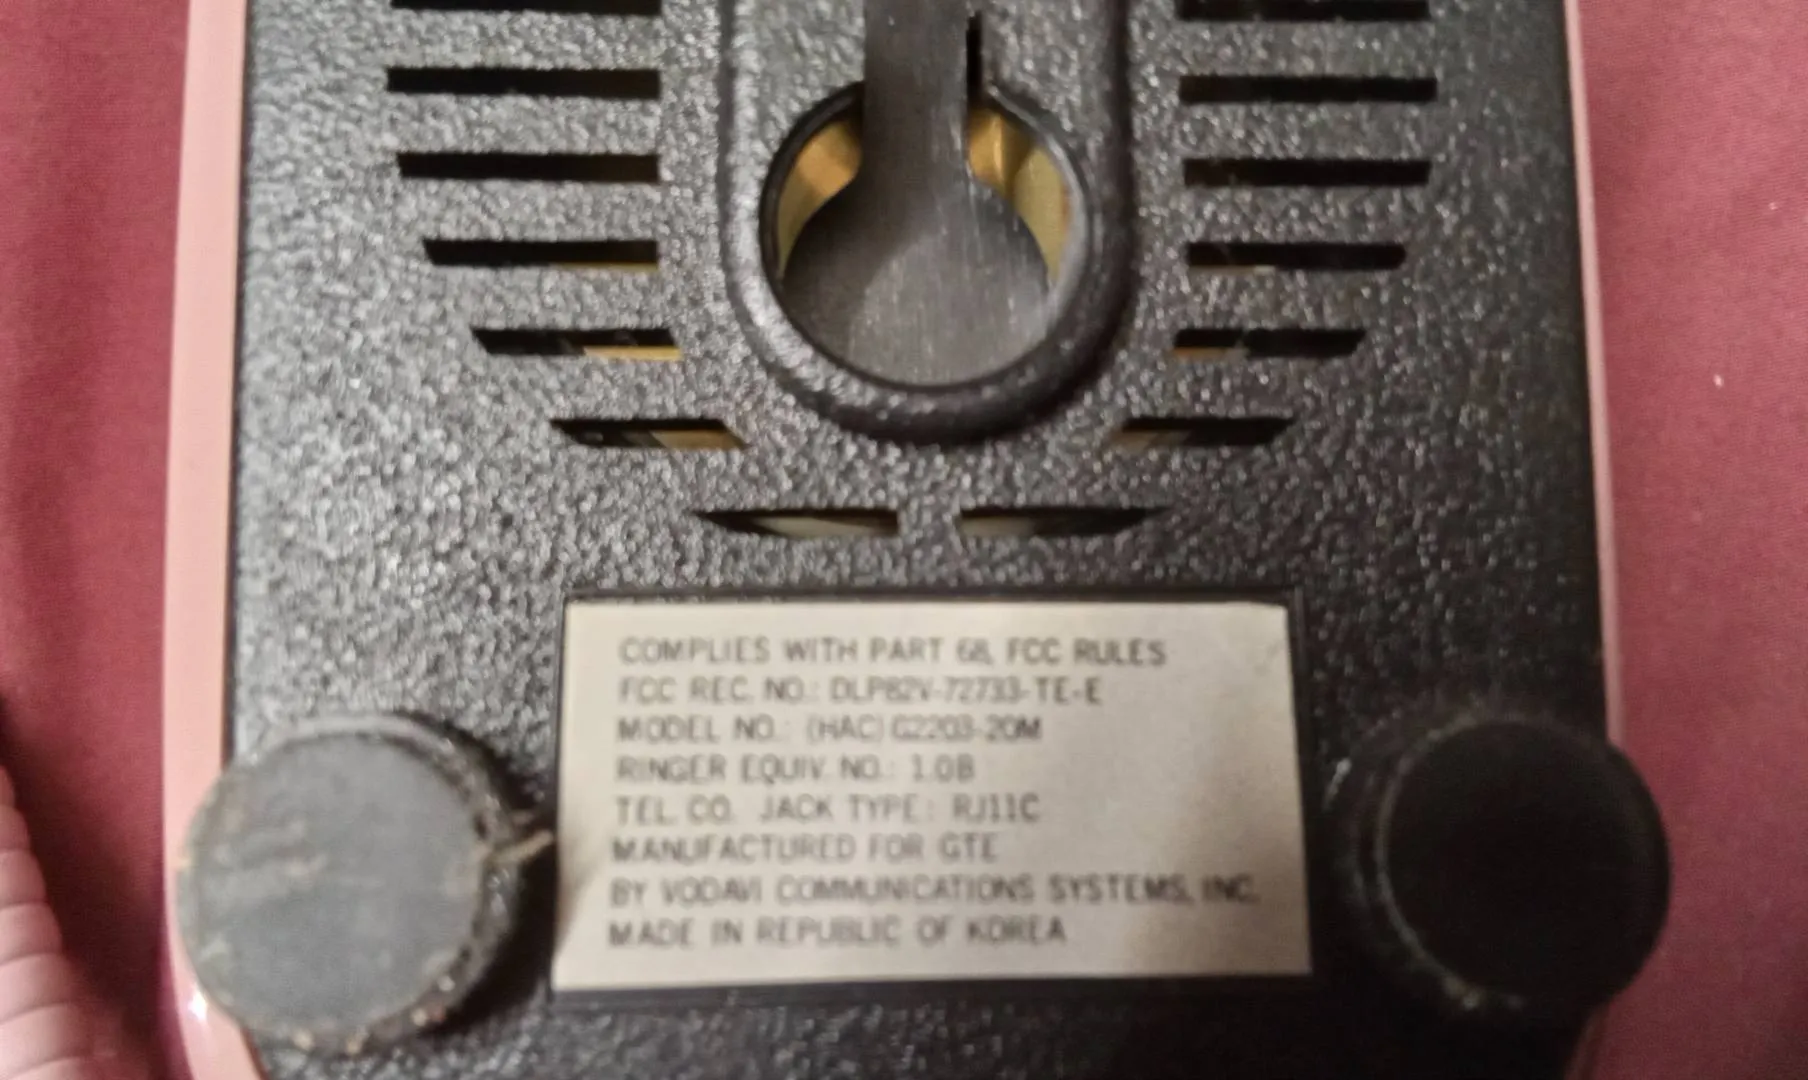 COMPLIES WITH PART 68, FCC RULES
FCC REC. NO.: DLP82V-72733-TE-E
MODEL NO.: (HAC) G2203-20M
RINGER EQUIV. NO.: 1.0B
TEL. CO. JACK TYPE: RJ11C
MANUFACTURED FOR GTE
BY VODAVI COMMUNICATIONS SYSTEMS, INC.
MADE IN REPUBLIC OF KOREA